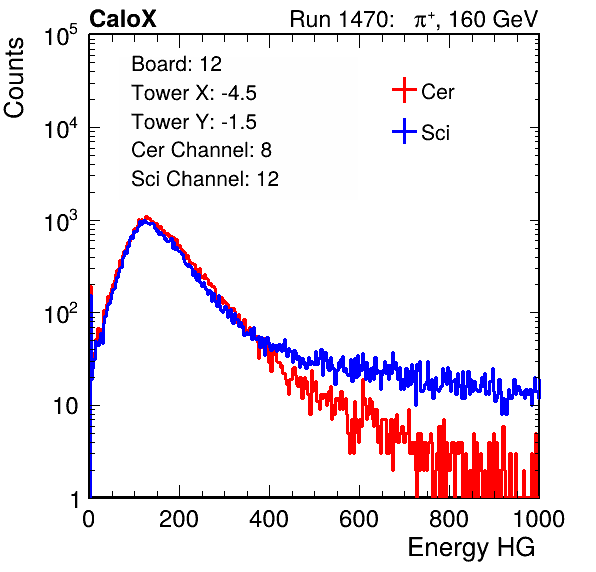 CaloX Run 1470: π⁺, 160 GeV
Counts
10⁵
10⁴
10³
10²
10
1
Board: 12
Tower X: -4.5
Tower Y: -1.5
Cer Channel: 8
Sci Channel: 12
Cer
Sci
0 200 400 600 800 1000
Energy HG